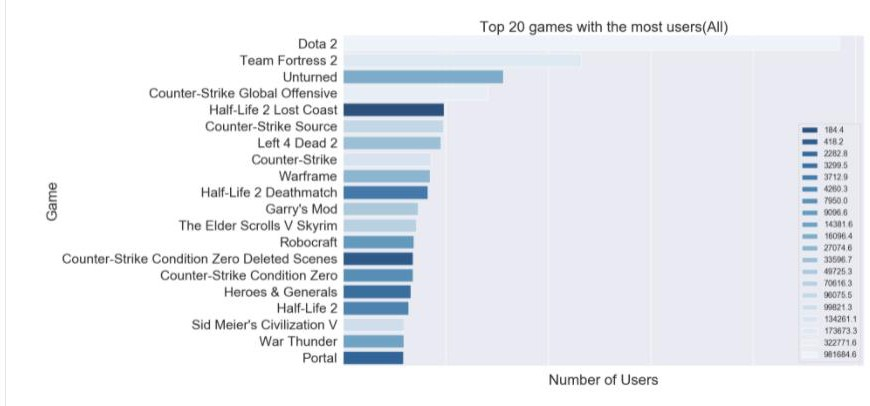 Top 20 games with the most users(All)
Dota 2
Team Fortress 2
Unturned
Counter-Strike Global Offensive
Half-Life 2 Lost Coast
Counter-Strike Source
Left 4 Dead 2
Counter-Strike
Warframe
Half-Life 2 Deathmatch
Garry's Mod
The Elder Scrolls V Skyrim
Robocraft
Counter-Strike Condition Zero Deleted Scenes
Counter-Strike Condition Zero
Heroes & Generals
Half-Life 2
Sid Meier's Civilization V
War Thunder
Portal
Game
Number of Users
184.4
418.2
2282.8
3299.5
3712.9
4260.3
7950.0
9096.6
14381.6
16096.4
27074.6
33596.7
49725.3
70616.3
96075.5
99821.3
134261.1
173673.3
322771.6
981684.6